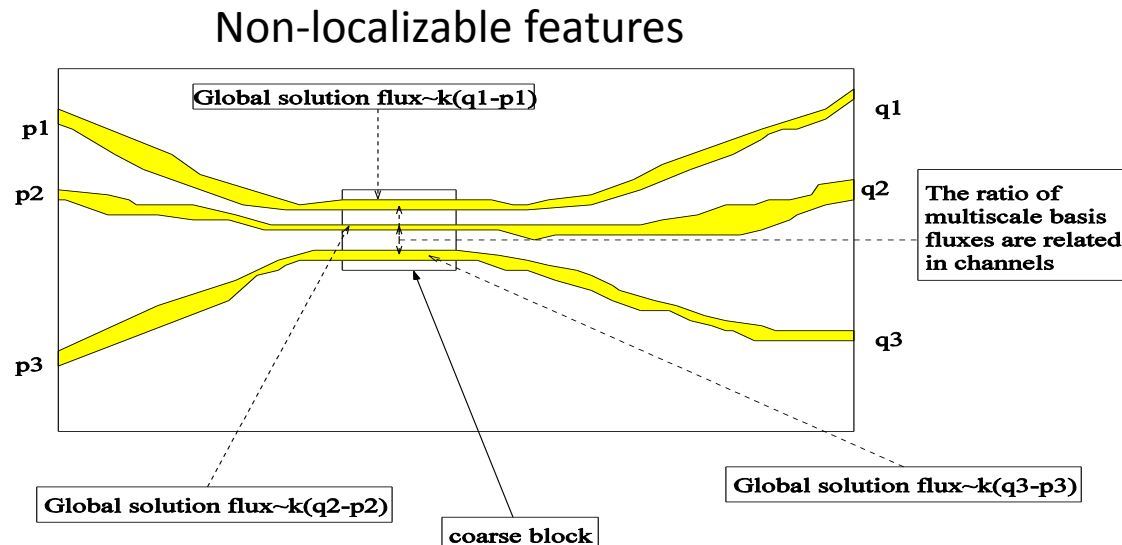 Non-localizable features
Global solution flux~k(q1-p1)
p1
q1
p2
q2
The ratio of
multiscale basis
fluxes are related
in channels
p3
q3
Global solution flux~k(q2-p2)
Global solution flux~k(q3-p3)
coarse block